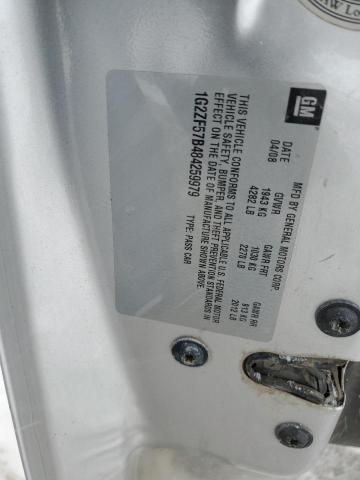 GM
MFD BY GENERAL MOTORS CORP.
DATE GVWR GAWR FRT GAWR RR
04/08 1943 KG 1030 KG 913 KG
4282 LB 2270 LB 2012 LB
THIS VEHICLE CONFORMS TO ALL APPLICABLE U.S. FEDERAL MOTOR
VEHICLE SAFETY, BUMPER, AND THEFT PREVENTION STANDARDS IN
EFFECT ON THE DATE OF MANUFACTURE SHOWN ABOVE.
1G2ZF57B484259979 TYPE: PASS CAR